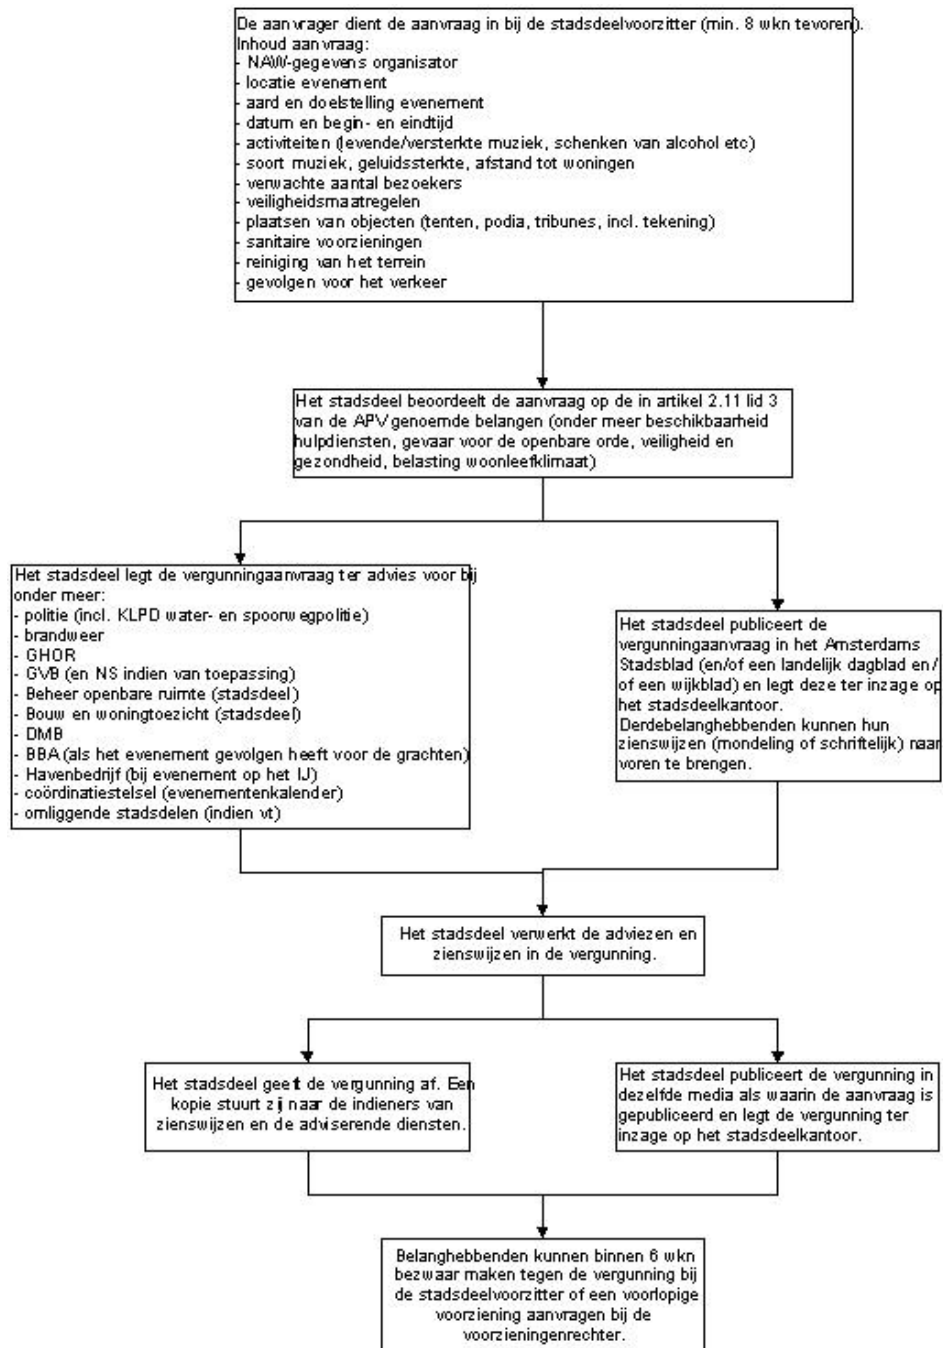 De aanvrager dient de aanvraag in bij de stadsdeelvoorzitter (min. 8 wkn tevoren).
Inhoud aanvraag:
- NAW-gegevens organisator
- locatie evenement
- aard en doelstelling evenement
- datum en begin- en eindtijd
- activiteiten (levende/versterkte muziek, schenken van alcohol etc)
- soort muziek, geluidssterkte, afstand tot woningen
- verwachte aantal bezoekers
- veiligheidsmaatregelen
- plaatsen van objecten (tenten, podia, tribunes, incl. tekening)
- sanitaire voorzieningen
- reiniging van het terrein
- gevolgen voor het verkeer
Het stadsdeel beoordeelt de aanvraag op de in artikel 2.11 lid 3
van de APV genoemde belangen (onder meer beschikbaarheid
hulpdiensten, gevaar voor de openbare orde, veiligheid en
gezondheid, belasting woonleefklimaat)
Het stadsdeel legt de vergunningaanvraag ter advies voor bij
onder meer:
- politie (incl. KLPD water- en spoorwegpolitie)
- brandweer
- GHOR
- GVB (en NS indien van toepassing)
- Beheer openbare ruimte (stadsdeel)
- Bouw en woningtoezicht (stadsdeel)
- DMB
- BBA (als het evenement gevolgen heeft voor de grachten)
- Havenbedrijf (bij evenement op het IJ)
- coördinatiestelsel (evenementenkalender)
- omliggende stadsdelen (indien vt)
Het stadsdeel publiceert de
vergunningaanvraag in het Amsterdams
Stadsblad (en/of een landelijk dagblad en/
of een wijkblad) en legt deze ter inzage op
het stadsdeelkantoor.
Derdebelanghebbenden kunnen hun
zienswijzen (mondeling of schriftelijk) naar
voren te brengen.
Het stadsdeel verwerkt de adviezen en
zienswijzen in de vergunning.
Het stadsdeel geeft de vergunning af. Een
kopie stuurt zij naar de indieners van
zienswijzen en de adviserende diensten.
Het stadsdeel publiceert de vergunning in
dezelfde media als waarin de aanvraag is
gepubliceerd en legt de vergunning ter
inzage op het stadsdeelkantoor.
Belanghebbenden kunnen binnen 6 wkn
bezwaar maken tegen de vergunning bij
de stadsdeelvoorzitter of een voorlopige
voorziening aanvragen bij de
voorzieningenrechter.